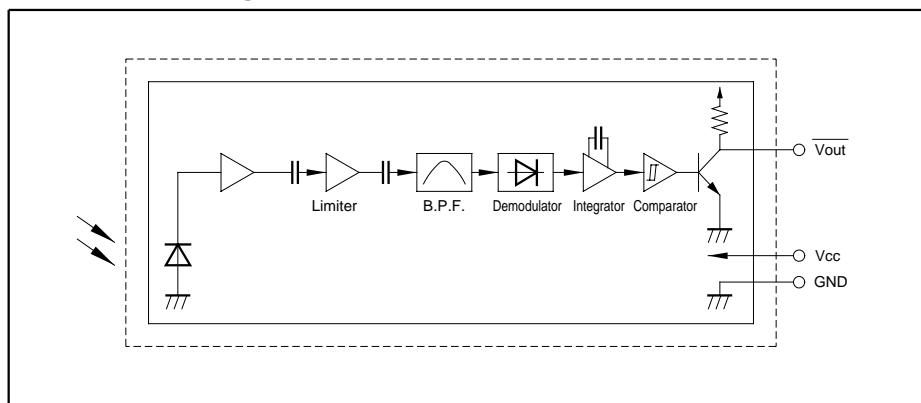 Vout
Limiter
B.P.F.
Demodulator
Integrator
Comparator
Vcc
GND